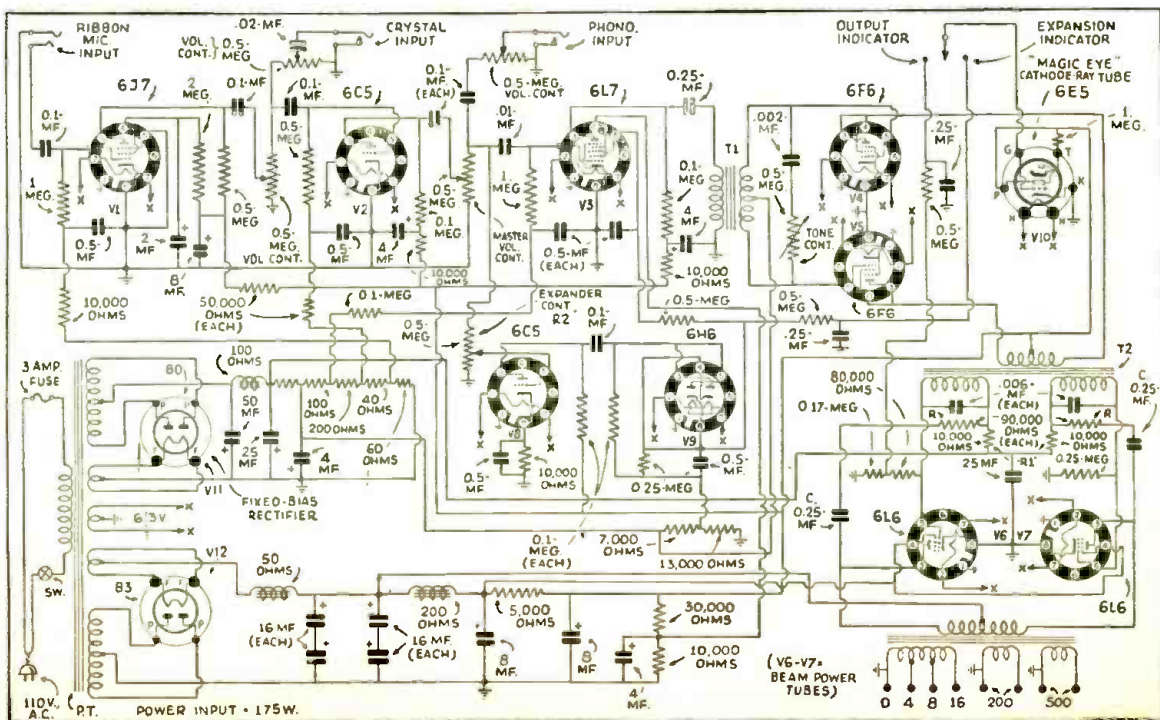 RIBBON
MIC.
INPUT
VOL.
CONT.
0.5-
MEG.
.02-MF.
CRYSTAL
INPUT
PHONO.
INPUT
0.5-MEG.
VOL. CONT.
OUTPUT
INDICATOR
EXPANSION
INDICATOR
"MAGIC EYE"
CATHODE-RAY
TUBE
6E5
6J7
2
MEG.
0.1-MF
0.1-
MF.
6C5
0.1-
MF.
(EACH)
6L7
0.25-
MF.
6F6
1.
MEG.
0.1-
MF
.01-
MF
T1
.002-
MF.
.25-
MF.
G
T
K
1
MEG.
V1
0.5-
MEG
V2
0.5-
MEG
0.1
MEG.
1.
MEG.
V3
0.1-
MEG
0.5-
MEG
V4
V5
0.5-
MEG
V10
0.5-
MF
2
MF
0.5-
MEG.
0.5-
MEG.
VOL CONT.
0.5-
MF
4
MF
MASTER
VOL.
CONT.
0.5-MF
(EACH)
4
MF
TONE
CONT.
8
MF.
10,000
OHMS
10,000
OHMS
6F6
10,000
OHMS
50,000
OHMS
(EACH)
0.1-MEG
EXPANDER
CONT.
R2
0.1-
MF
0.5-MEG
0.5-
MEG
.25-
MF.
0.5-
MEG
6C5
6H6
T2
3 AMP.
FUSE
80
100
OHMS
50
MF
25
MF
100
OHMS
200
OHMS
40
OHMS
60
OHMS
4
MF
V8
V9
80,000
OHMS
0.17-MEG
.006-
MF
(EACH)
90,000
OHMS
(EACH)
R
R
10,000
OHMS
10,000
OHMS
C.
0.25-
MF.
V11
FIXED-BIAS
RECTIFIER
0.5-
MF
10,000
OHMS
0.5-
MF
0.25-MEG
25 MF
R1
0.25-MEG
C.
0.25-
MF
6L6
V6
V7
6L6
6.3V
0.1-
MEG.
(EACH)
7,000
OHMS
13,000 OHMS
V12
83
50
OHMS
200
OHMS
5,000
OHMS
30,000
OHMS
10,000
OHMS
SW.
16 MF
(EACH)
16 MF.
(EACH)
8
MF
8
MF
4
MF.
(V6-V7=
BEAM POWER
TUBES)
0 4 8 16 200 500
110V.
A.C.
P.T.
POWER INPUT = 175W.